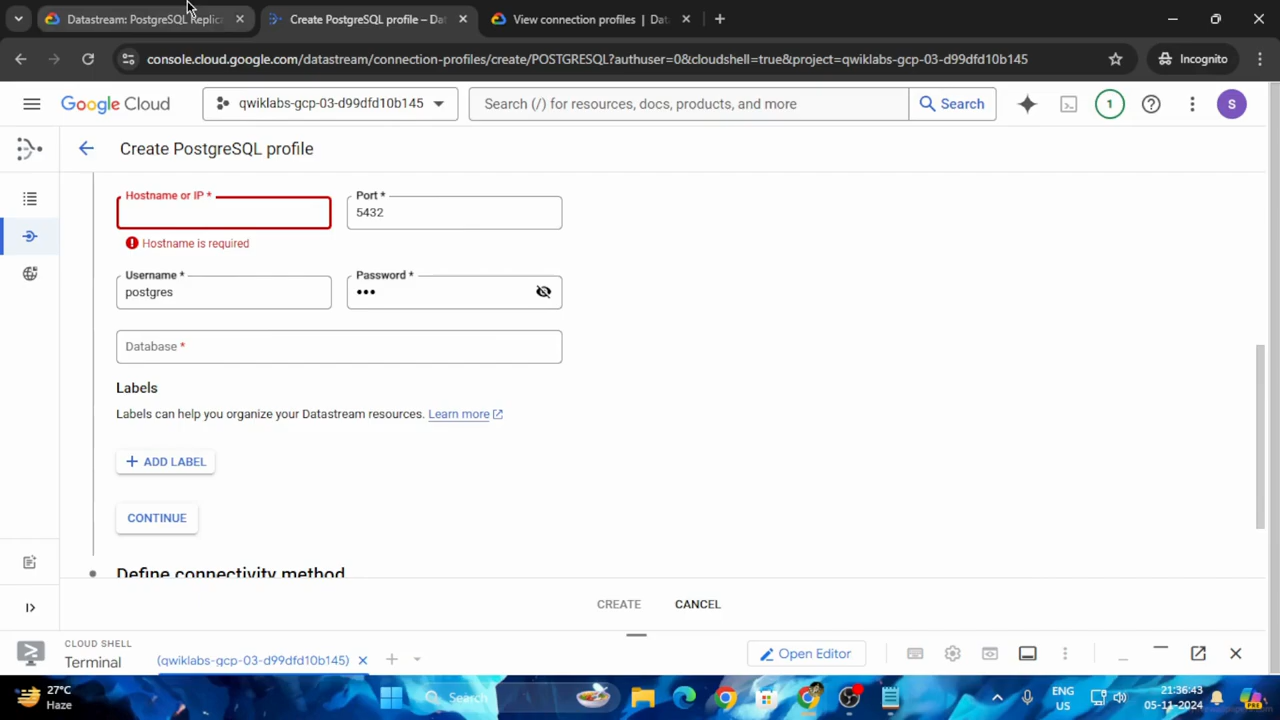 Datastream: PostgreSQL Replic
Create PostgreSQL profile – Dat
View connection profiles | Data
console.cloud.google.com/datastream/connection-profiles/create/POSTGRESQL?authuser=0&cloudshell=true&project=qwiklabs-gcp-03-d99dfd10b145
Incognito
Google Cloud
qwiklabs-gcp-03-d99dfd10b145
Search (/) for resources, docs, products, and more
Search
1
S
Create PostgreSQL profile
Hostname or IP *
Port *
5432
Hostname is required
Username *
postgres
Password *
•••
Database *
Labels
Labels can help you organize your Datastream resources. Learn more
+ ADD LABEL
CONTINUE
Define connectivity method
CREATE
CANCEL
CLOUD SHELL
Terminal
(qwiklabs-gcp-03-d99dfd10b145)
Open Editor
27°C
Haze
Search
ENG
US
21:36:43
05-11-2024
PRE